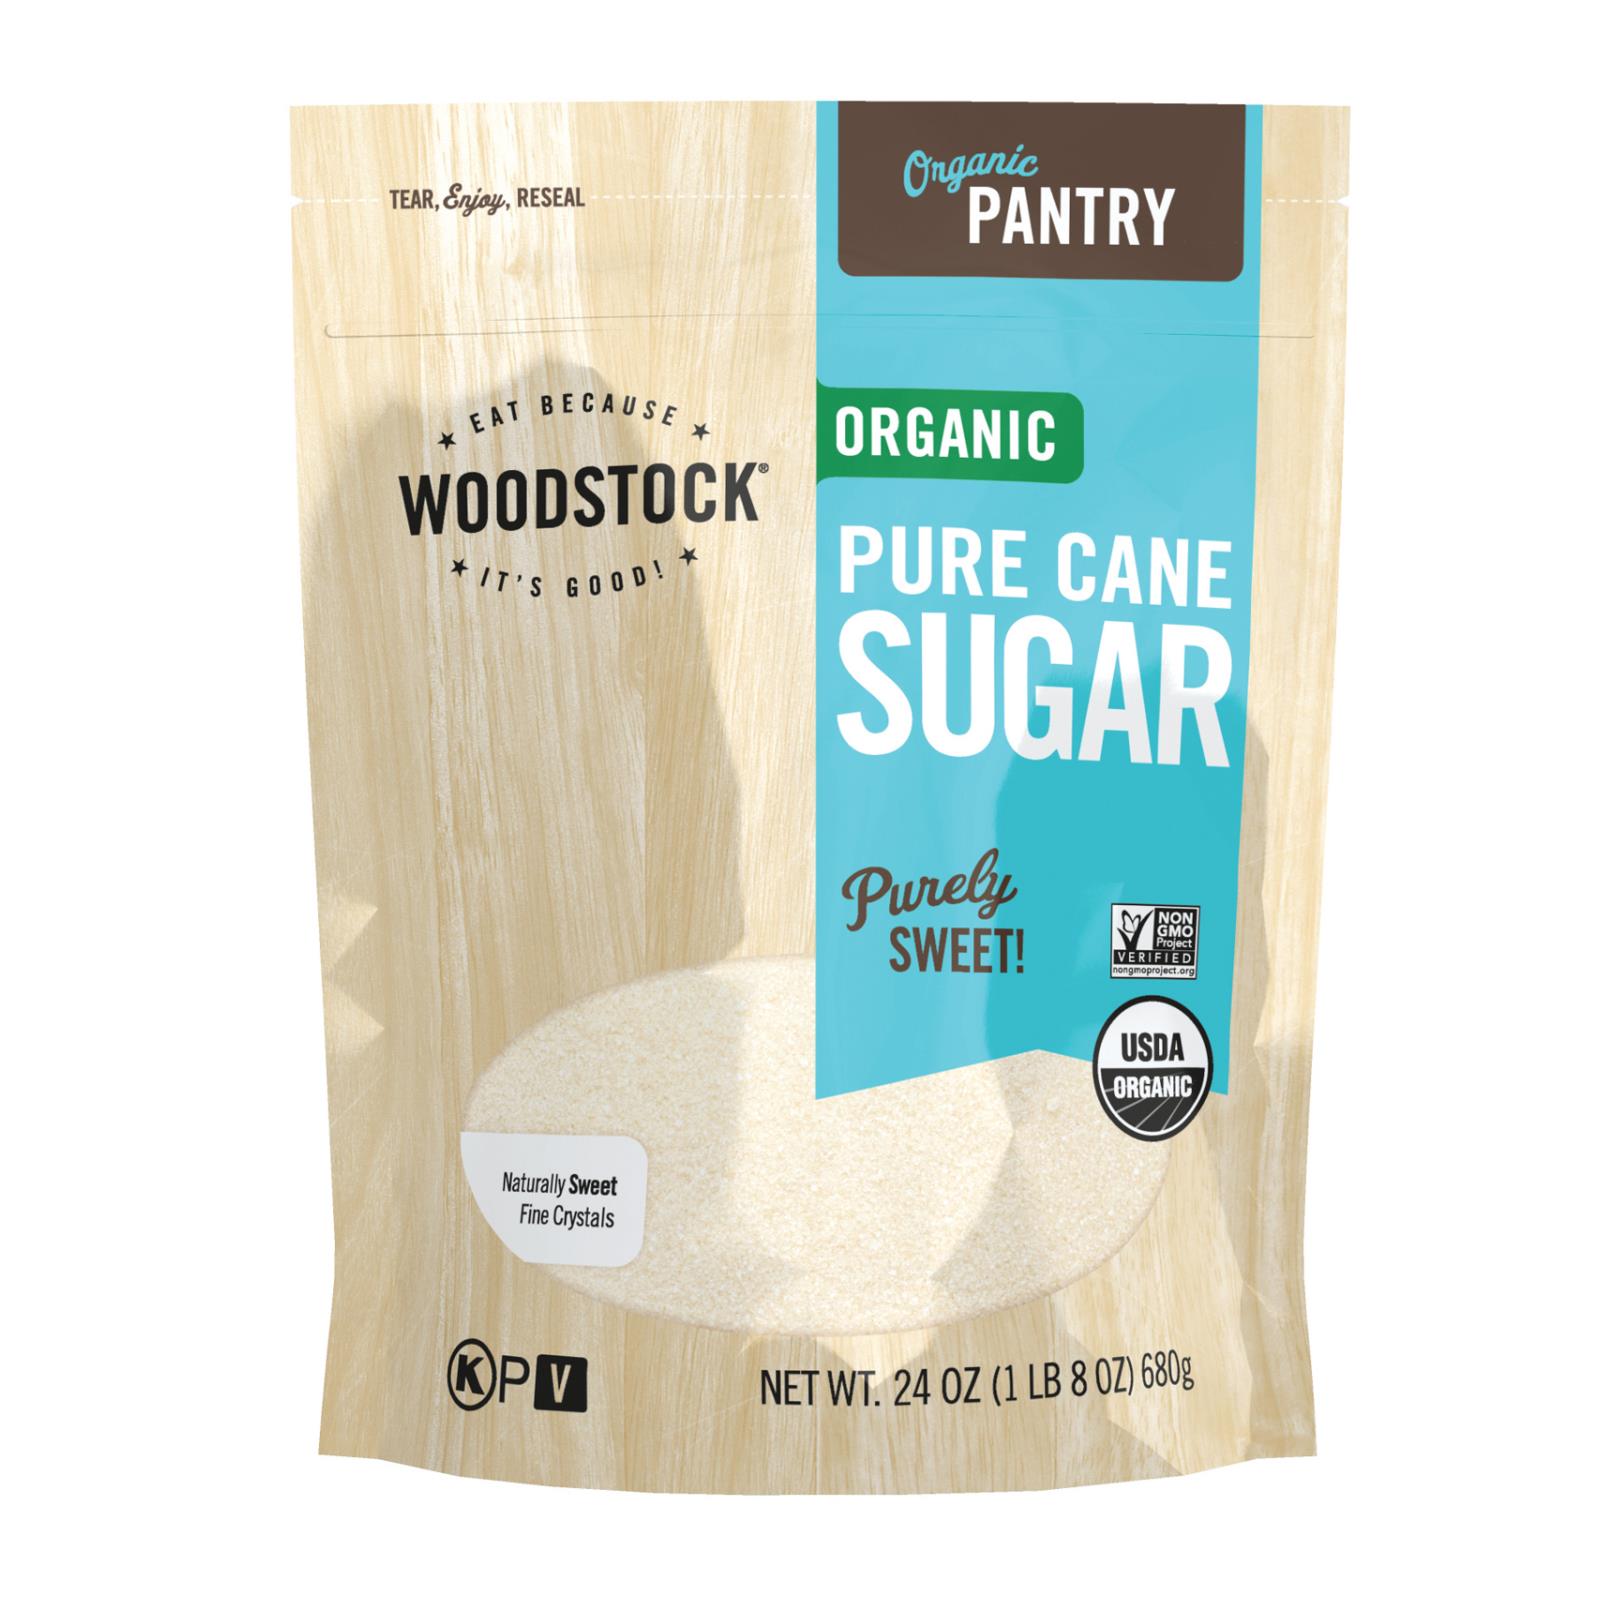 TEAR, Enjoy, RESEAL
Organic
PANTRY
EAT BECAUSE
WOODSTOCK®
IT'S GOOD!
ORGANIC
PURE CANE
SUGAR
Purely
SWEET!
NON
GMO
Project
VERIFIED
nongmoproject.org
USDA
ORGANIC
Naturally Sweet
Fine Crystals
K P V
NET WT. 24 OZ (1 LB 8 OZ) 680g